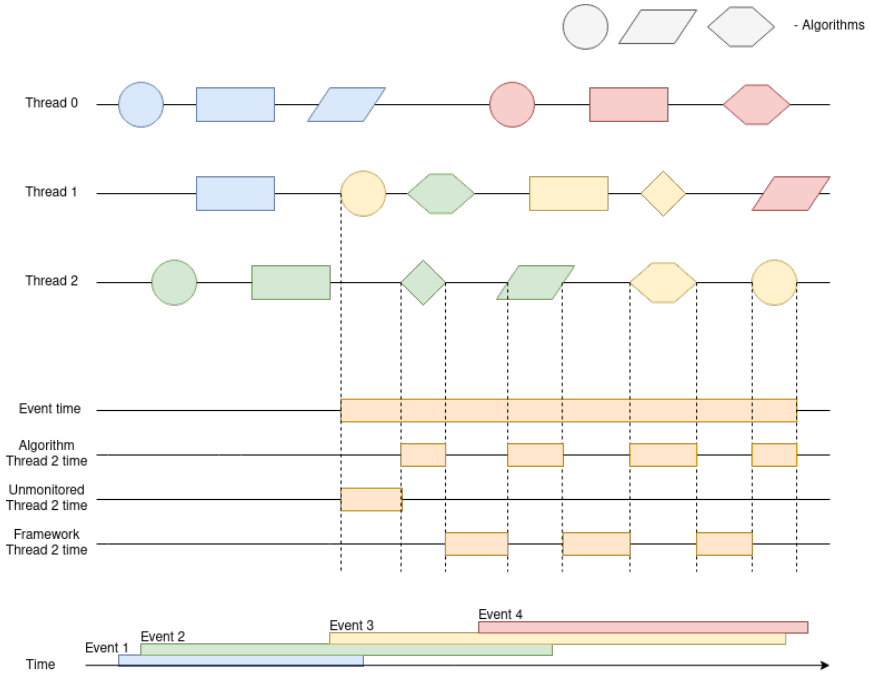 - Algorithms
Thread 0
Thread 1
Thread 2
Event time
Algorithm
Thread 2 time
Unmonitored
Thread 2 time
Framework
Thread 2 time
Event 4
Event 3
Event 2
Event 1
Time